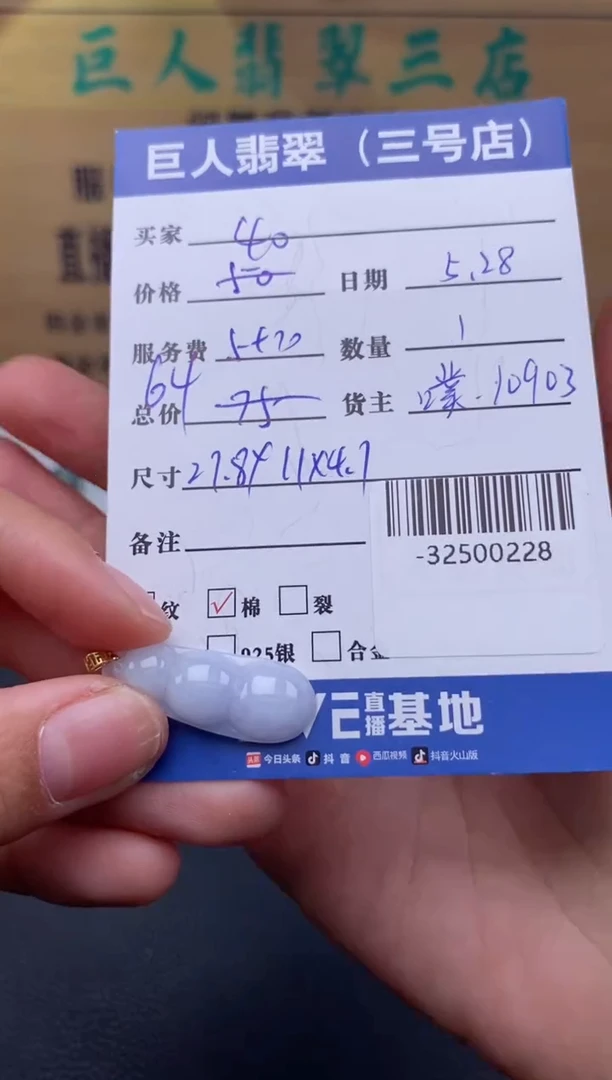 巨人翡翠三店
巨人翡翠（三号店）
买家
40
价格 50 日期 5.28
服务费 5+20 数量 1
64
总价 75 货主 10903
尺寸 27.8×11×4.7
备注
-32500228
纹 ☑棉 □裂
□925银 □合金
直播基地
头条 今日头条 抖音 西瓜视频 抖音火山版